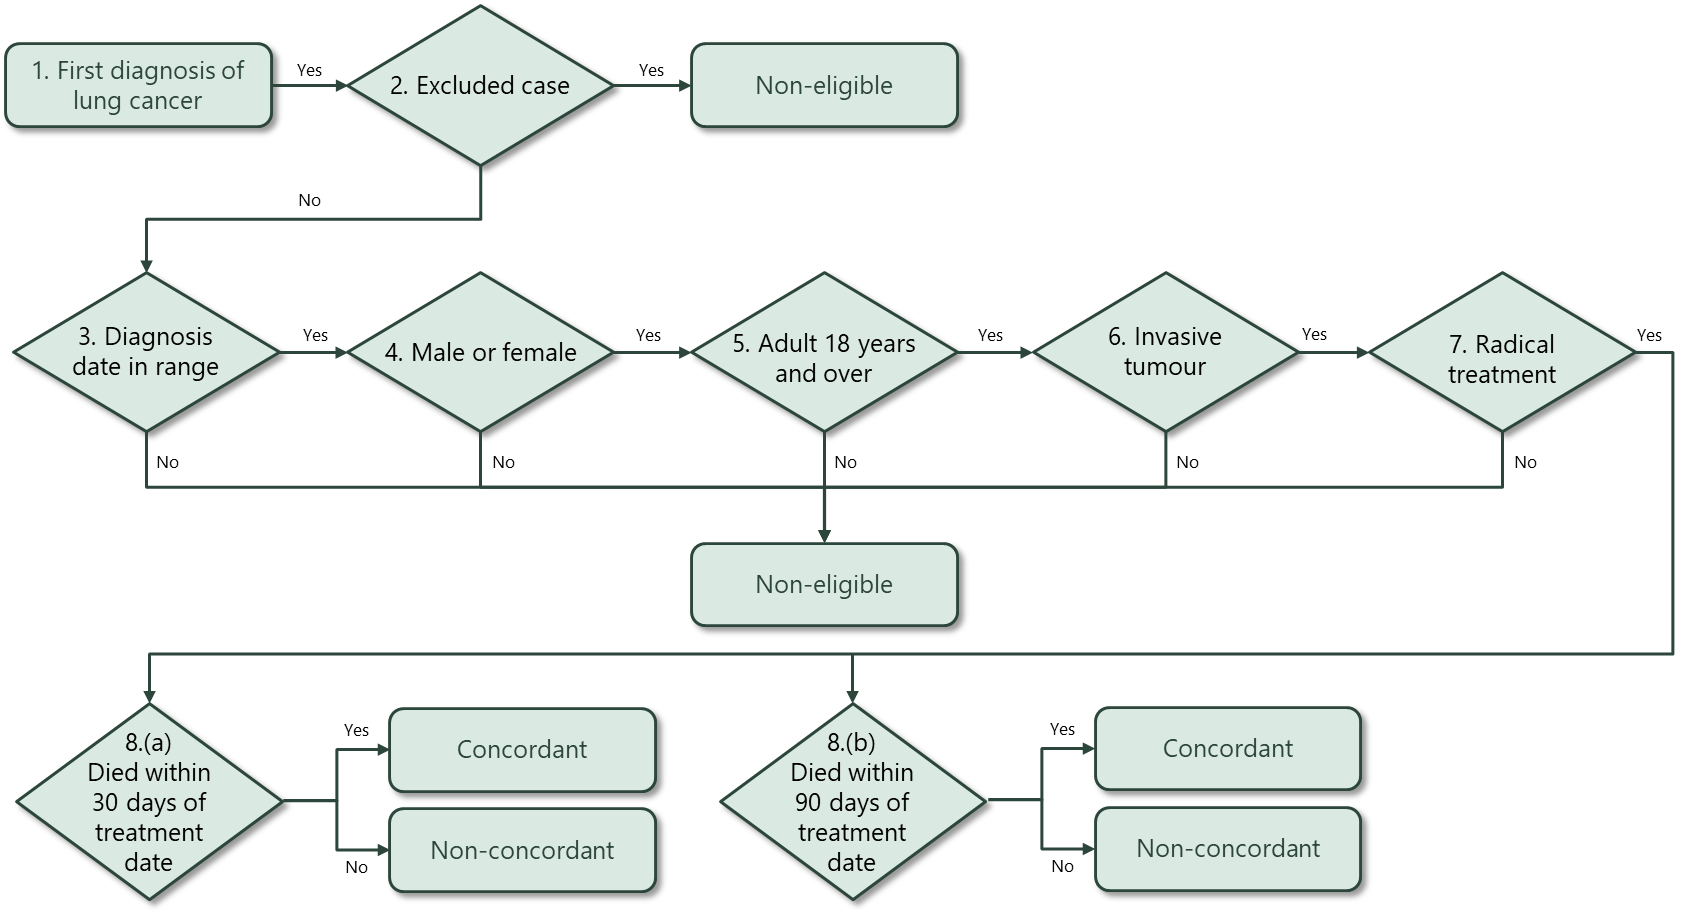 1. First diagnosis of
lung cancer
Yes
2. Excluded case
Yes
Non-eligible
No
3. Diagnosis
date in range
Yes
4. Male or female
Yes
5. Adult 18 years
and over
Yes
6. Invasive
tumour
Yes
7. Radical
treatment
Yes
No
No
No
No
No
Non-eligible
8.(a)
Died within
30 days of
treatment
date
Yes
Concordant
No
Non-concordant
8.(b)
Died within
90 days of
treatment
date
Yes
Concordant
No
Non-concordant